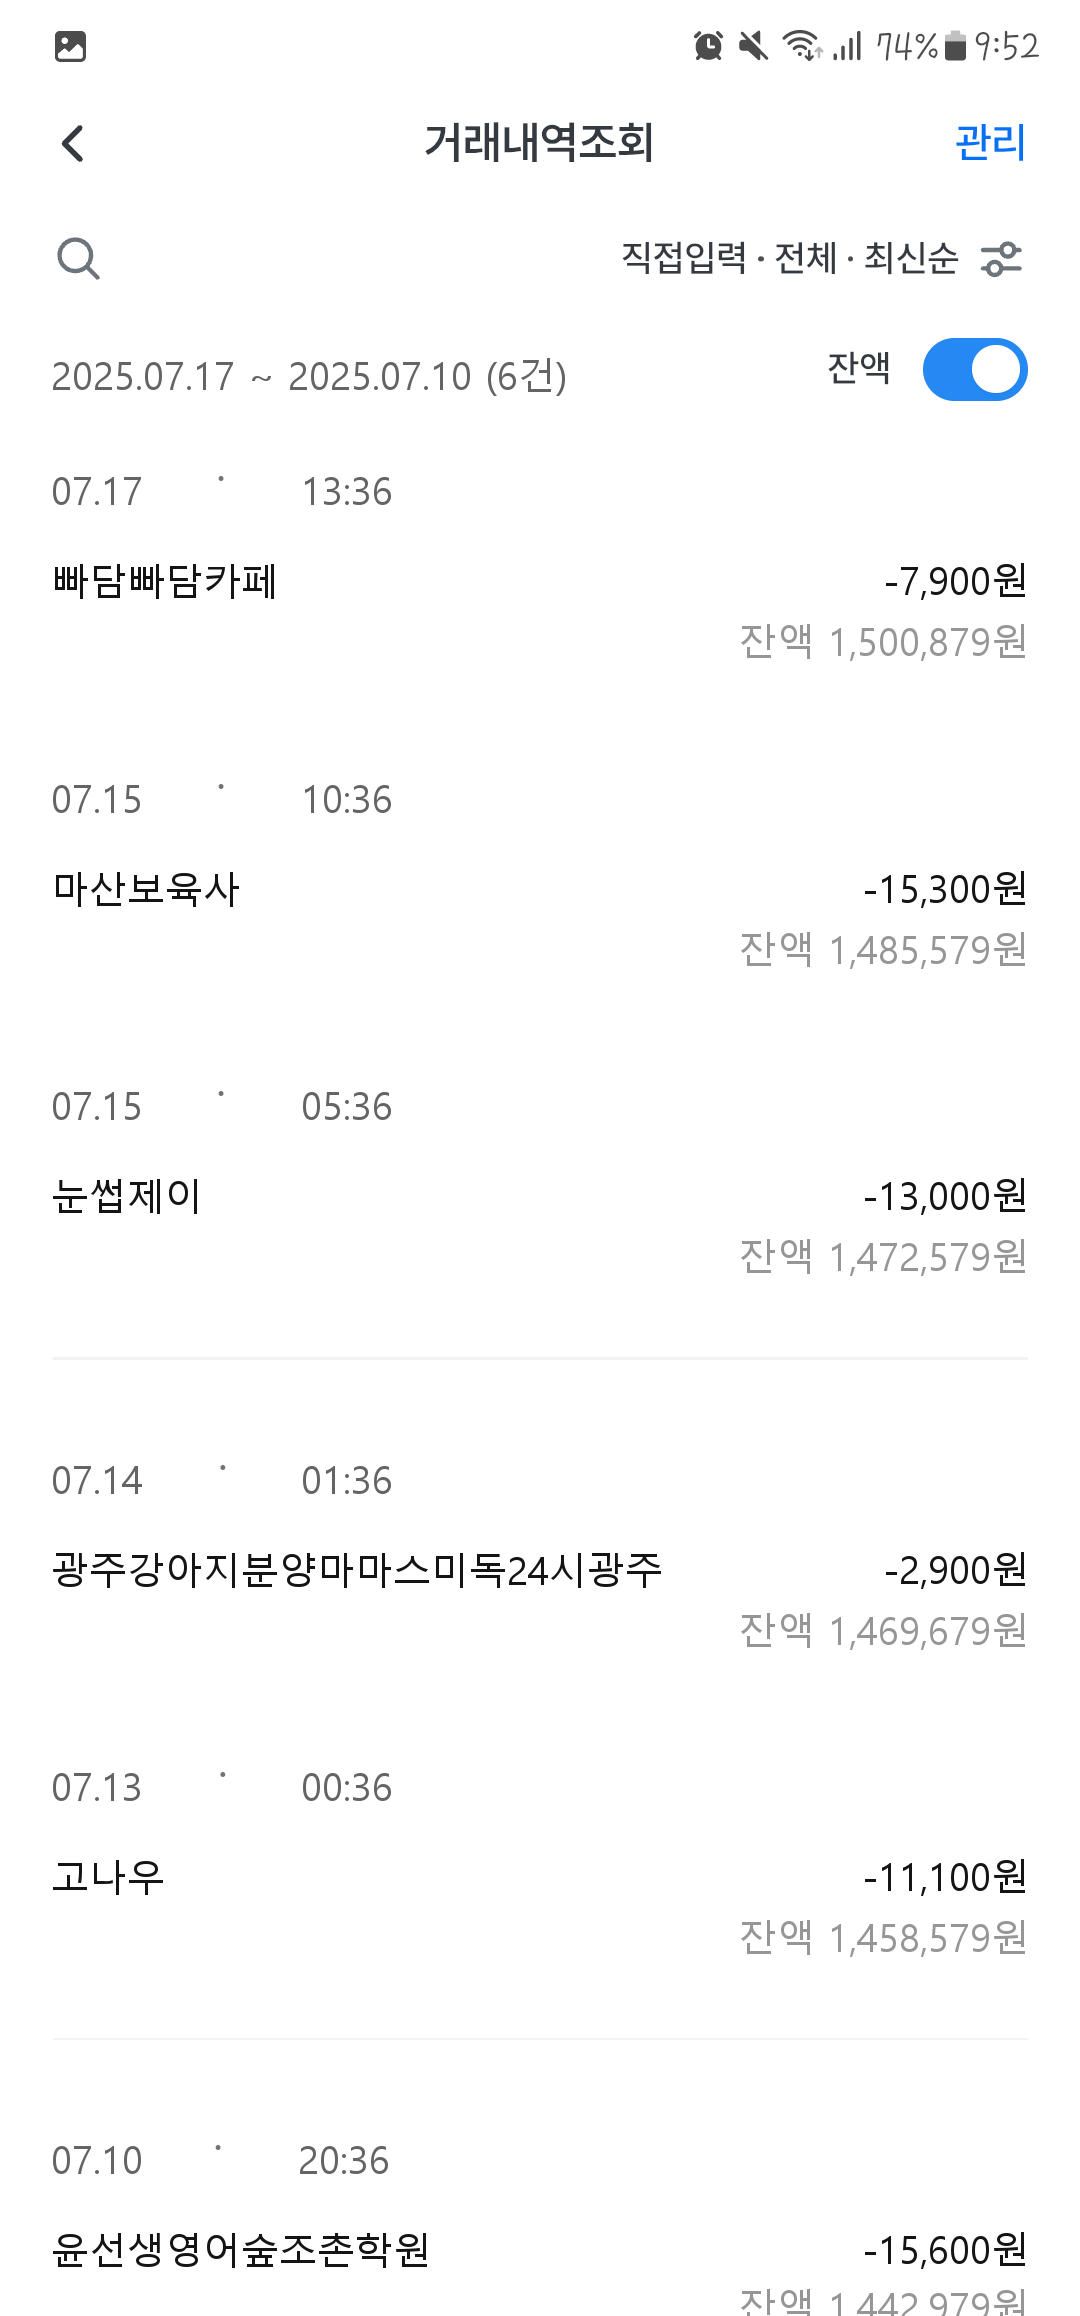 74% 9:52
거래내역조회 관리
직접입력 · 전체 · 최신순
2025.07.17 ~ 2025.07.10 (6건) 잔액
07.17 · 13:36
빠담빠담카페 -7,900원
잔액 1,500,879원
07.15 · 10:36
마산보육사 -15,300원
잔액 1,485,579원
07.15 · 05:36
눈썹제이 -13,000원
잔액 1,472,579원
07.14 · 01:36
광주강아지분양마마스미독24시광주 -2,900원
잔액 1,469,679원
07.13 · 00:36
고나우 -11,100원
잔액 1,458,579원
07.10 · 20:36
윤선생영어숲조촌학원 -15,600원
잔액 1,442,979원